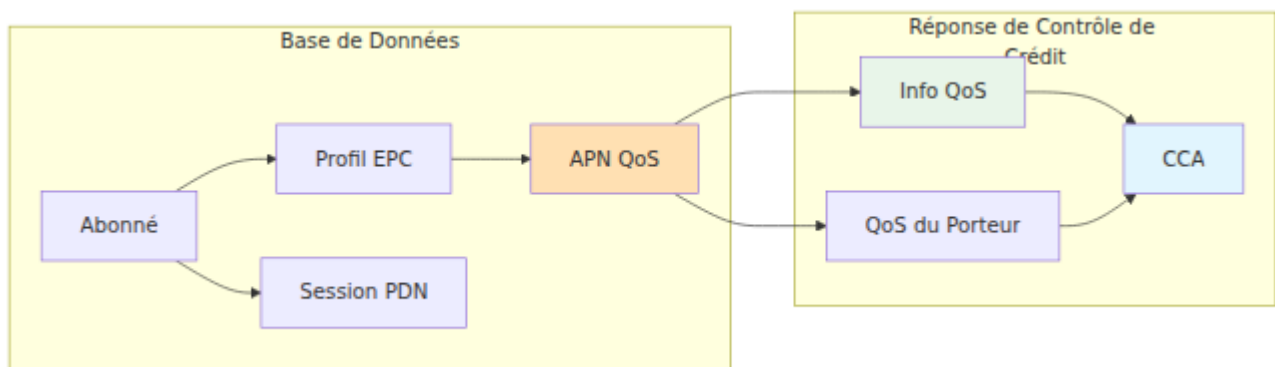 Base de Données
Abonné
Profil EPC
Session PDN
APN QoS
Réponse de Contrôle de
Crédit
Info QoS
QoS du Porteur
CCA